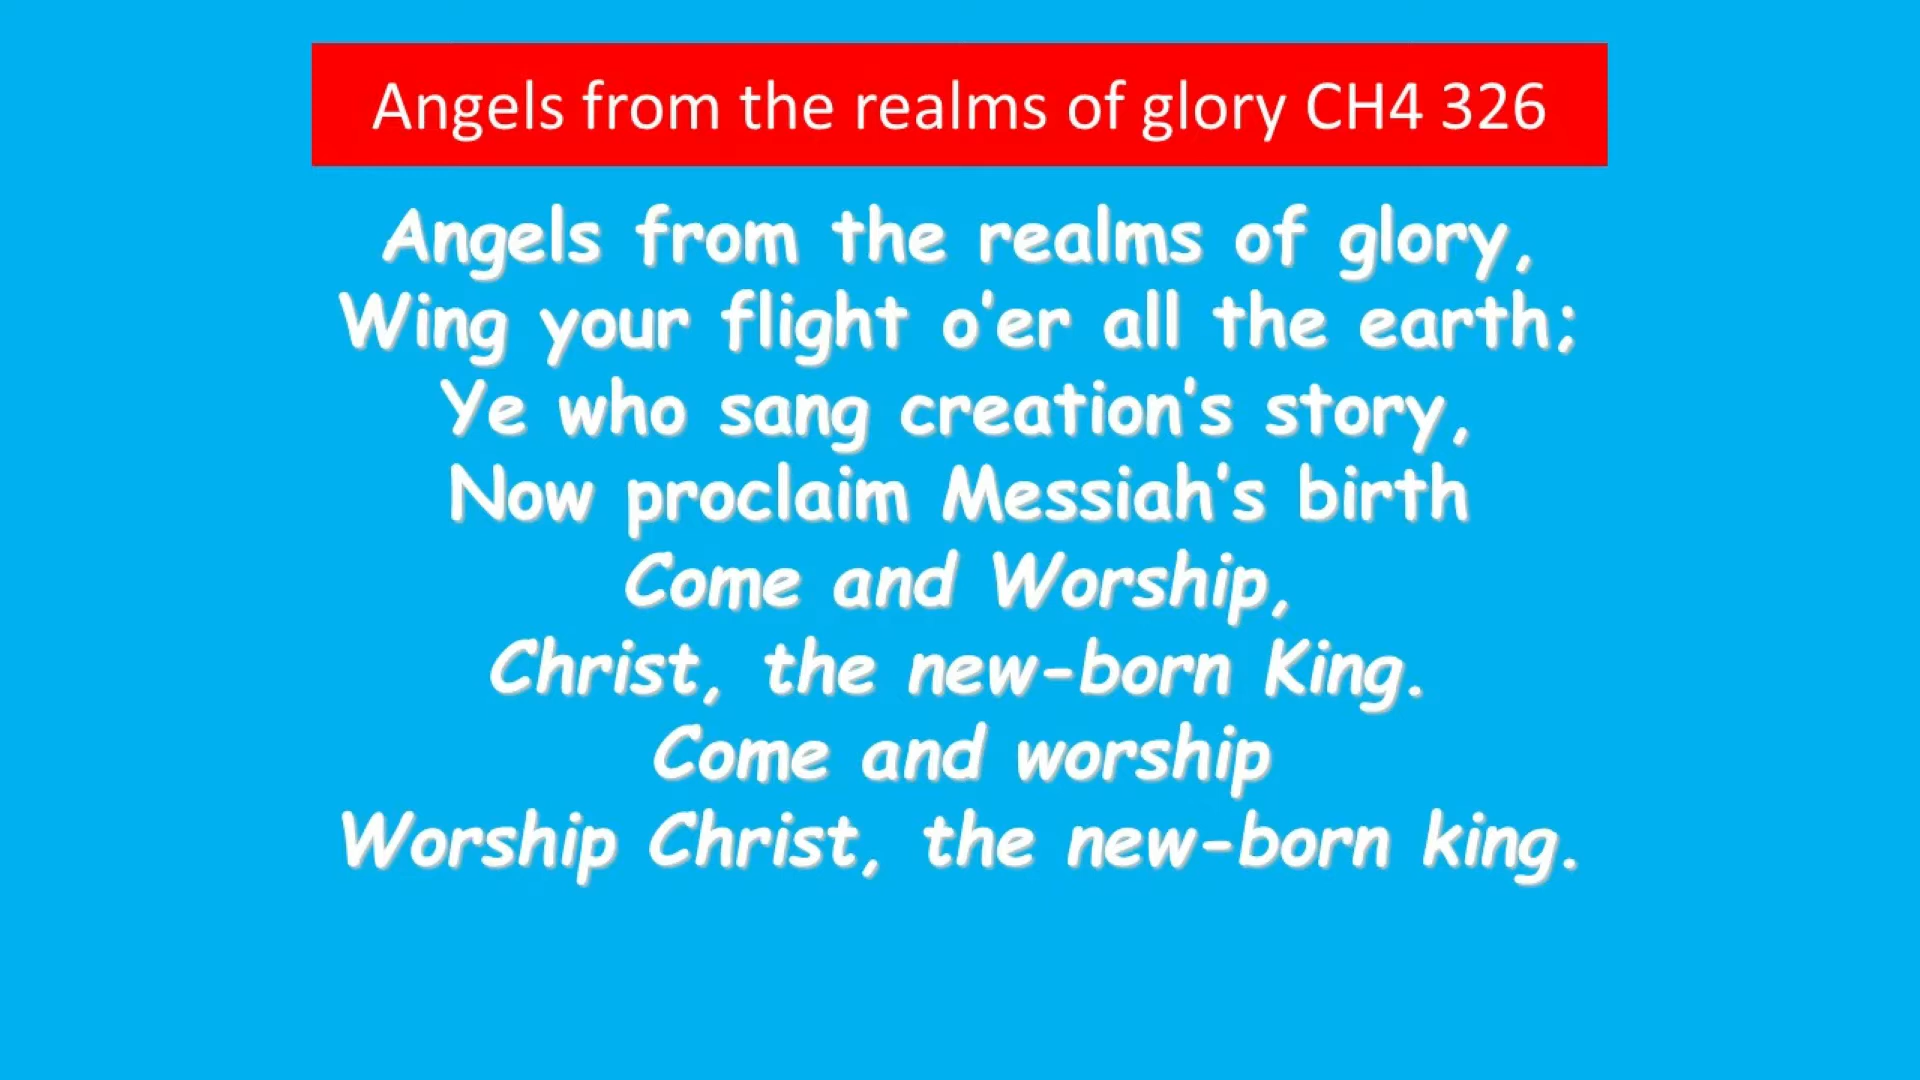 Angels from the realms of glory CH4 326
Angels from the realms of glory,
Wing your flight o'er all the earth;
Ye who sang creation's story,
Now proclaim Messiah's birth
Come and Worship,
Christ, the new-born King.
Come and worship
Worship Christ, the new-born king.